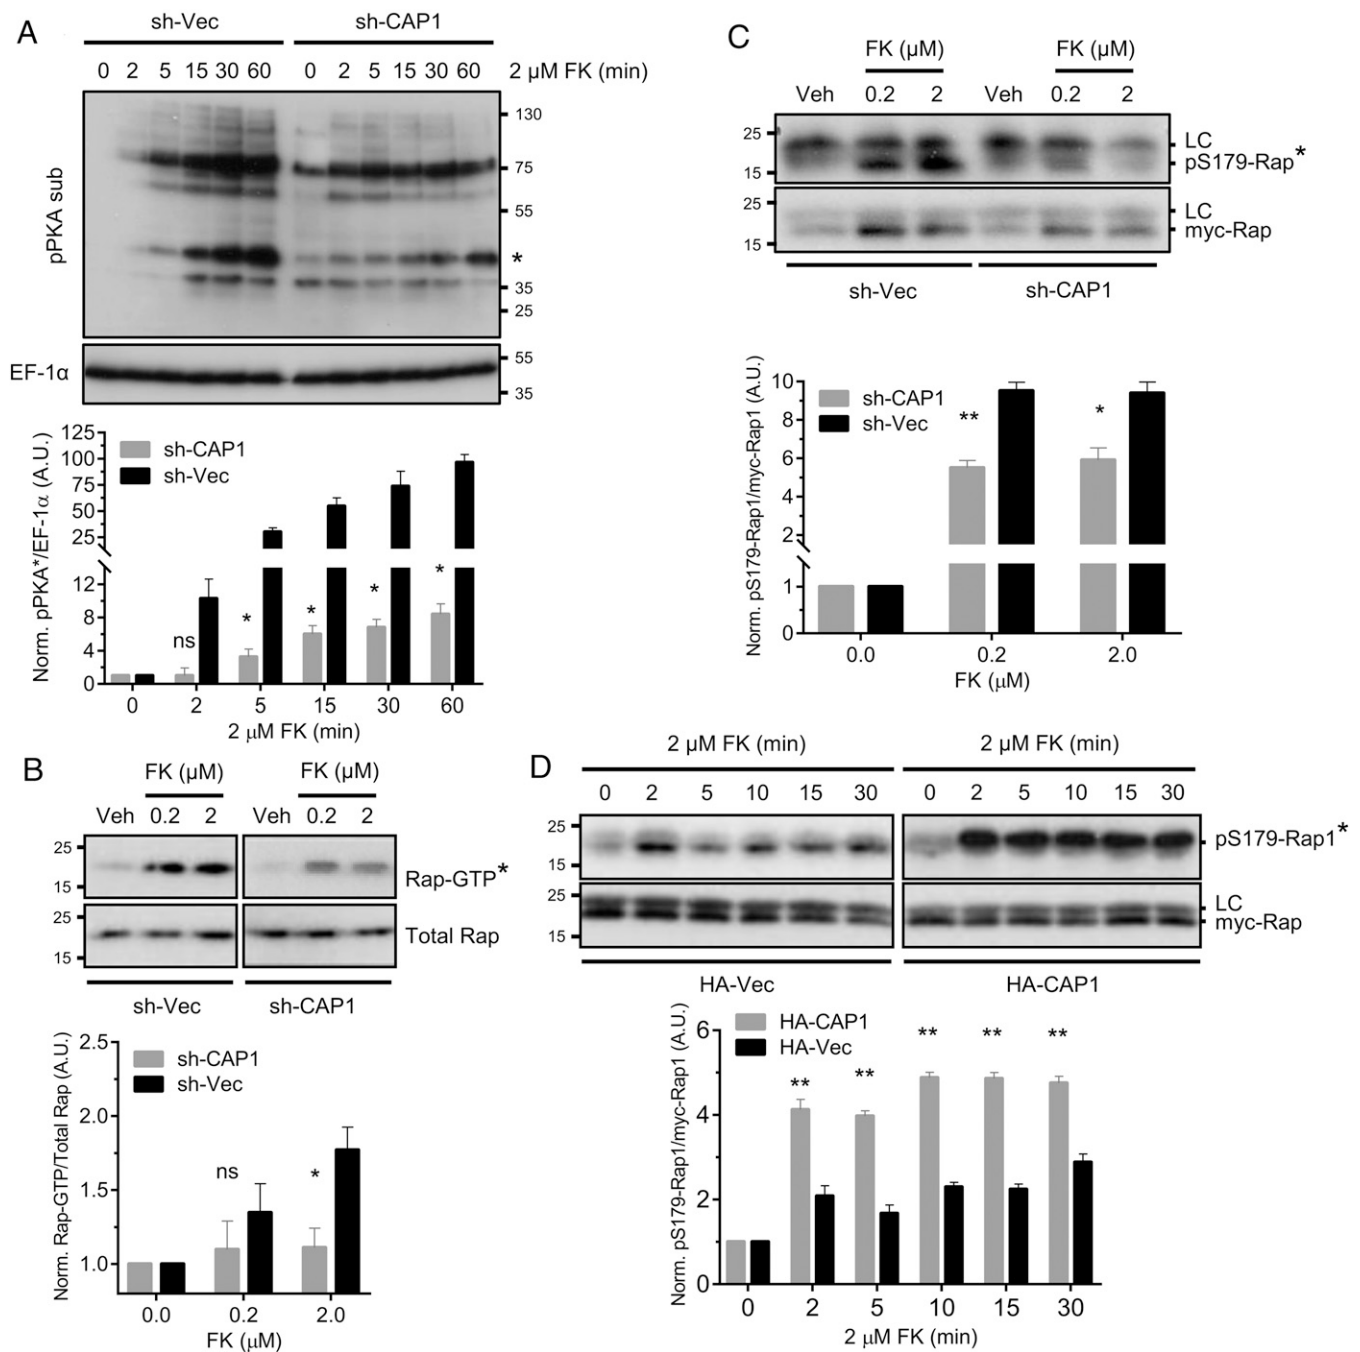 A
sh-Vec sh-CAP1
0 2 5 15 30 60 0 2 5 15 30 60 2 µM FK (min)
pPKA sub
130
75
55
*
35
25
EF-1α
55
35
Norm. pPKA*/EF-1α (A.U.)
125
100
75
50
25
12
8
4
0
sh-CAP1
sh-Vec
ns * * * *
0 2 5 15 30 60
2 µM FK (min)
B
FK (µM)
Veh 0.2 2 Veh 0.2 2
25
15
Rap-GTP*
25
15
Total Rap
sh-Vec sh-CAP1
Norm. Rap-GTP/Total Rap (A.U.)
2.5
2.0
1.5
1.0
sh-CAP1
sh-Vec
ns *
0.0 0.2 2.0
FK (µM)
FK (µM)
C
FK (µM) FK (µM)
Veh 0.2 2 Veh 0.2 2
25
15
LC
pS179-Rap*
25
15
LC
myc-Rap
sh-Vec sh-CAP1
Norm. pS179-Rap1/myc-Rap1 (A.U.)
10
8
6
4
2
1
0
sh-CAP1
sh-Vec
** *
0.0 0.2 2.0
FK (µM)
D
2 µM FK (min) 2 µM FK (min)
0 2 5 10 15 30 0 2 5 10 15 30
25
15
pS179-Rap1*
25
15
LC
myc-Rap
HA-Vec HA-CAP1
Norm. pS179-Rap1/myc-Rap1 (A.U.)
6
4
2
0
HA-CAP1
HA-Vec
** ** ** ** **
0 2 5 10 15 30
2 µM FK (min)